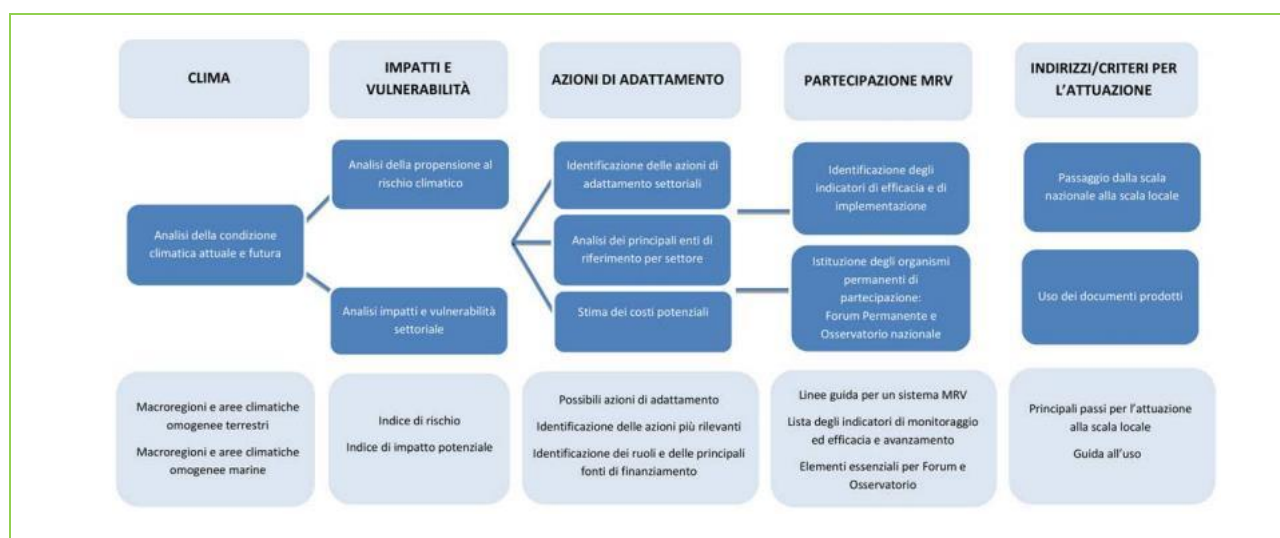 CLIMA
IMPATTI E
VULNERABILITÀ
AZIONI DI ADATTAMENTO
PARTECIPAZIONE MRV
INDIRIZZI/CRITERI PER
L'ATTUAZIONE
Analisi della condizione
climatica attuale e futura
Analisi della propensione al
rischio climatico
Analisi impatti e vulnerabilità
settoriale
Identificazione delle azioni di
adattamento settoriali
Analisi dei principali enti di
riferimento per settore
Stima dei costi potenziali
Identificazione degli
indicatori di efficacia e di
implementazione
Istituzione degli organismi
permanenti di
partecipazione:
Forum Permanente e
Osservatorio nazionale
Passaggio dalla scala
nazionale alla scala locale
Uso dei documenti prodotti
Macroregioni e aree climatiche
omogenee terrestri
Macroregioni e aree climatiche
omogenee marine
Indice di rischio
Indice di impatto potenziale
Possibili azioni di adattamento
Identificazione delle azioni più rilevanti
Identificazione dei ruoli e delle principali
fonti di finanziamento
Linee guida per un sistema MRV
Lista degli indicatori di monitoraggio
ed efficacia e avanzamento
Elementi essenziali per Forum e
Osservatorio
Principali passi per l'attuazione
alla scala locale
Guida all'uso